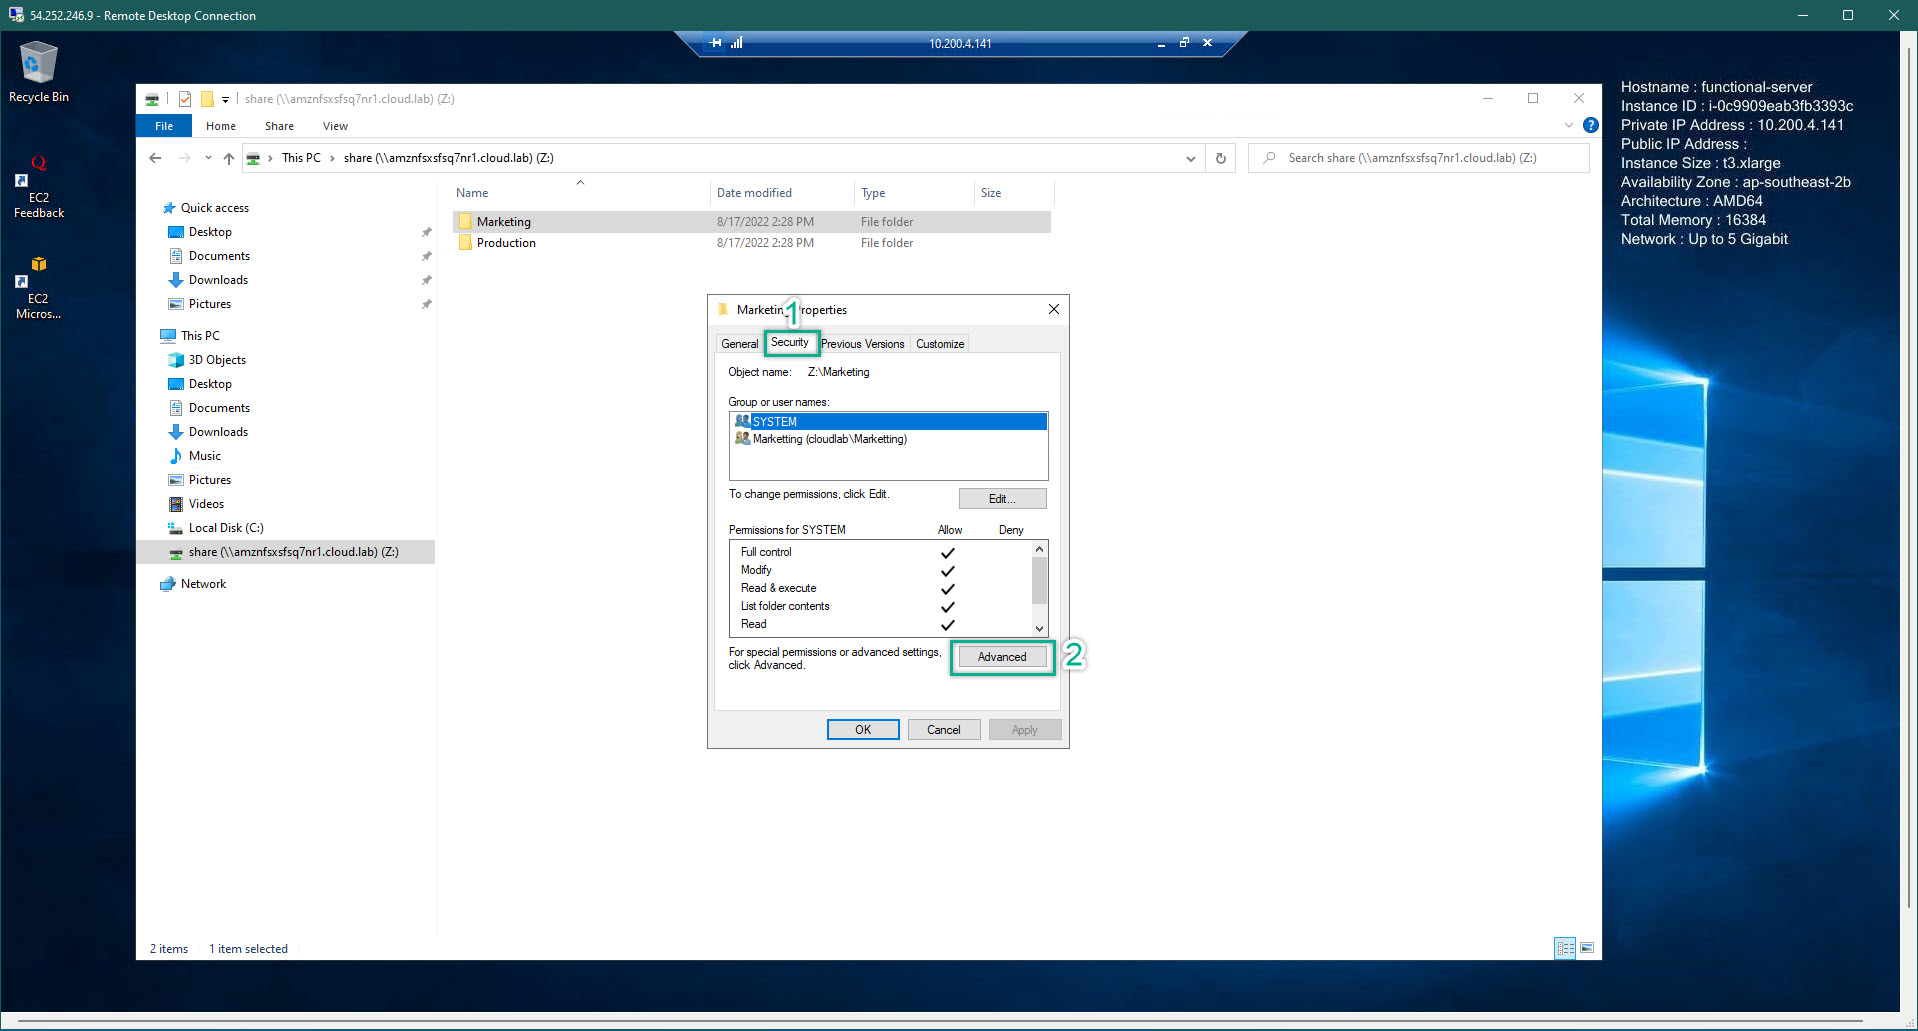 54.252.246.9 - Remote Desktop Connection
10.200.4.141
Recycle Bin
EC2
Feedback
EC2
Micros...
Hostname : functional-server
Instance ID : i-0c9909eab3fb3393c
Private IP Address : 10.200.4.141
Public IP Address :
Instance Size : t3.xlarge
Availability Zone : ap-southeast-2b
Architecture : AMD64
Total Memory : 16384
Network : Up to 5 Gigabit
share (\\amznfsxsfsq7nr1.cloud.lab) (Z:)
File Home Share View
This PC > share (\\amznfsxsfsq7nr1.cloud.lab) (Z:)
Search share (\\amznfsxsfsq7nr1.cloud.lab) (Z:)
Name Date modified Type Size
Marketing 8/17/2022 2:28 PM File folder
Production 8/17/2022 2:28 PM File folder
Quick access
Desktop
Documents
Downloads
Pictures
This PC
3D Objects
Desktop
Documents
Downloads
Music
Pictures
Videos
Local Disk (C:)
share (\\amznfsxsfsq7nr1.cloud.lab) (Z:)
Network
1
General Security Previous Versions Customize
Object name: Z:\Marketing
Group or user names:
SYSTEM
Marketting (cloudlab\Marketting)
To change permissions, click Edit.
Edit...
Permissions for SYSTEM Allow Deny
Full control
Modify
Read & execute
List folder contents
Read
For special permissions or advanced settings,
click Advanced.
Advanced
2
OK Cancel Apply
2 items 1 item selected